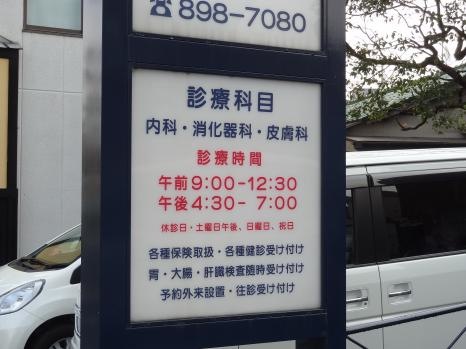 ☎898-7080
診療科目
内科・消化器科・皮膚科
診療時間
午前9:00-12:30
午後4:30- 7:00
休診日・土曜日午後、日曜日、祝日
各種保険取扱・各種健診受け付け
胃・大腸・肝臓検査随時受け付け
予約外来設置・往診受け付け